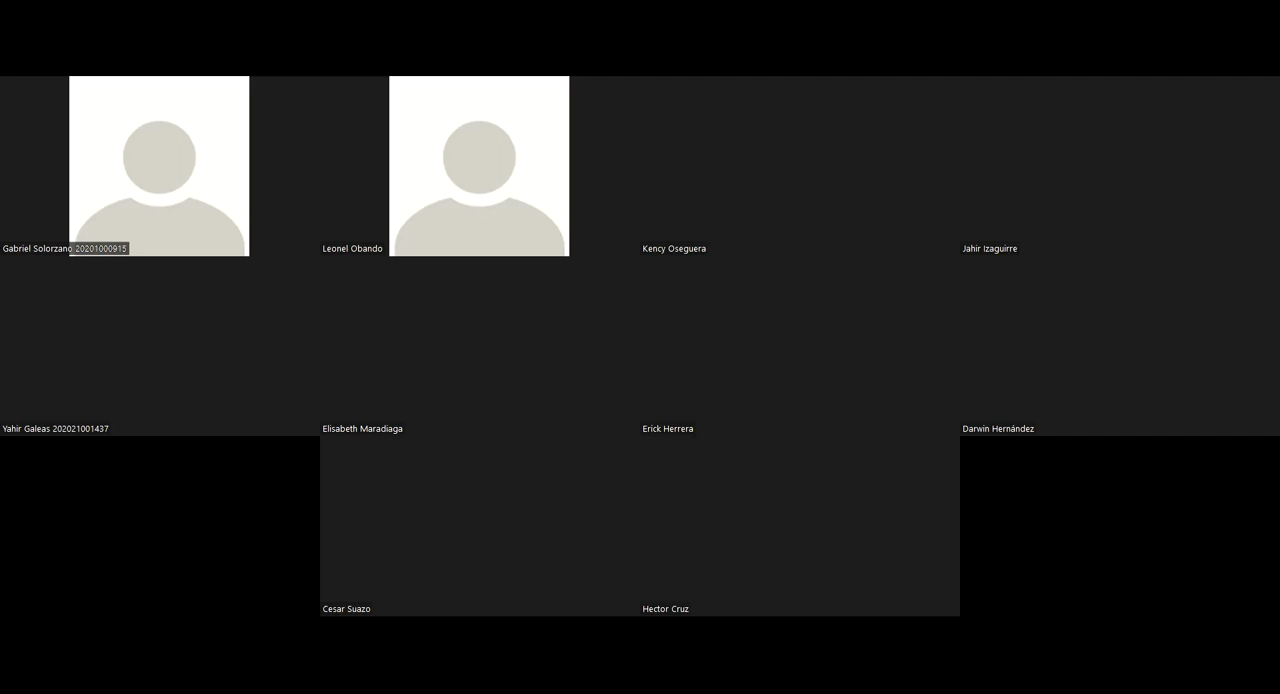 Gabriel Solorzano 20201000915
Leonel Obando
Kency Oseguera
Jahir Izaguirre
Yahir Galeas 202021001437
Elisabeth Maradiaga
Erick Herrera
Darwin Hernández
Cesar Suazo
Hector Cruz